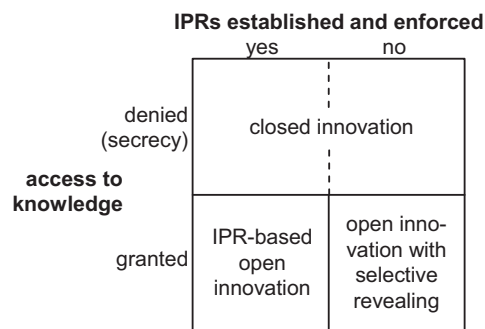 IPRs established and enforced
yes no
denied
(secrecy)
closed innovation
access to
knowledge
granted
IPR-based
open
innovation
open inno-
vation with
selective
revealing